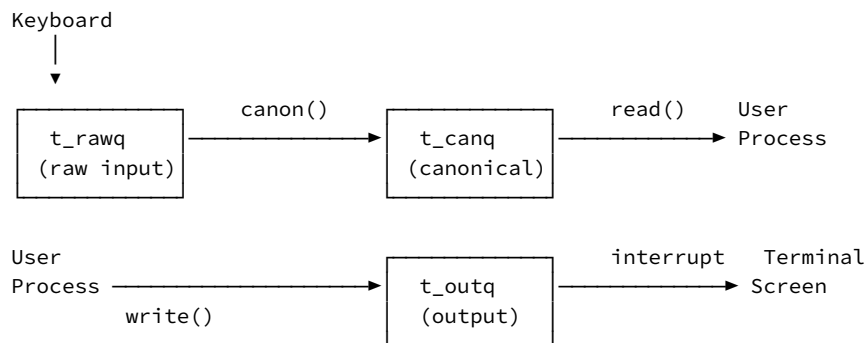 Keyboard
canon() read() User
t_rawq t_canq Process
(raw input) (canonical)
User interrupt Terminal
Process t_outq Screen
write() (output)